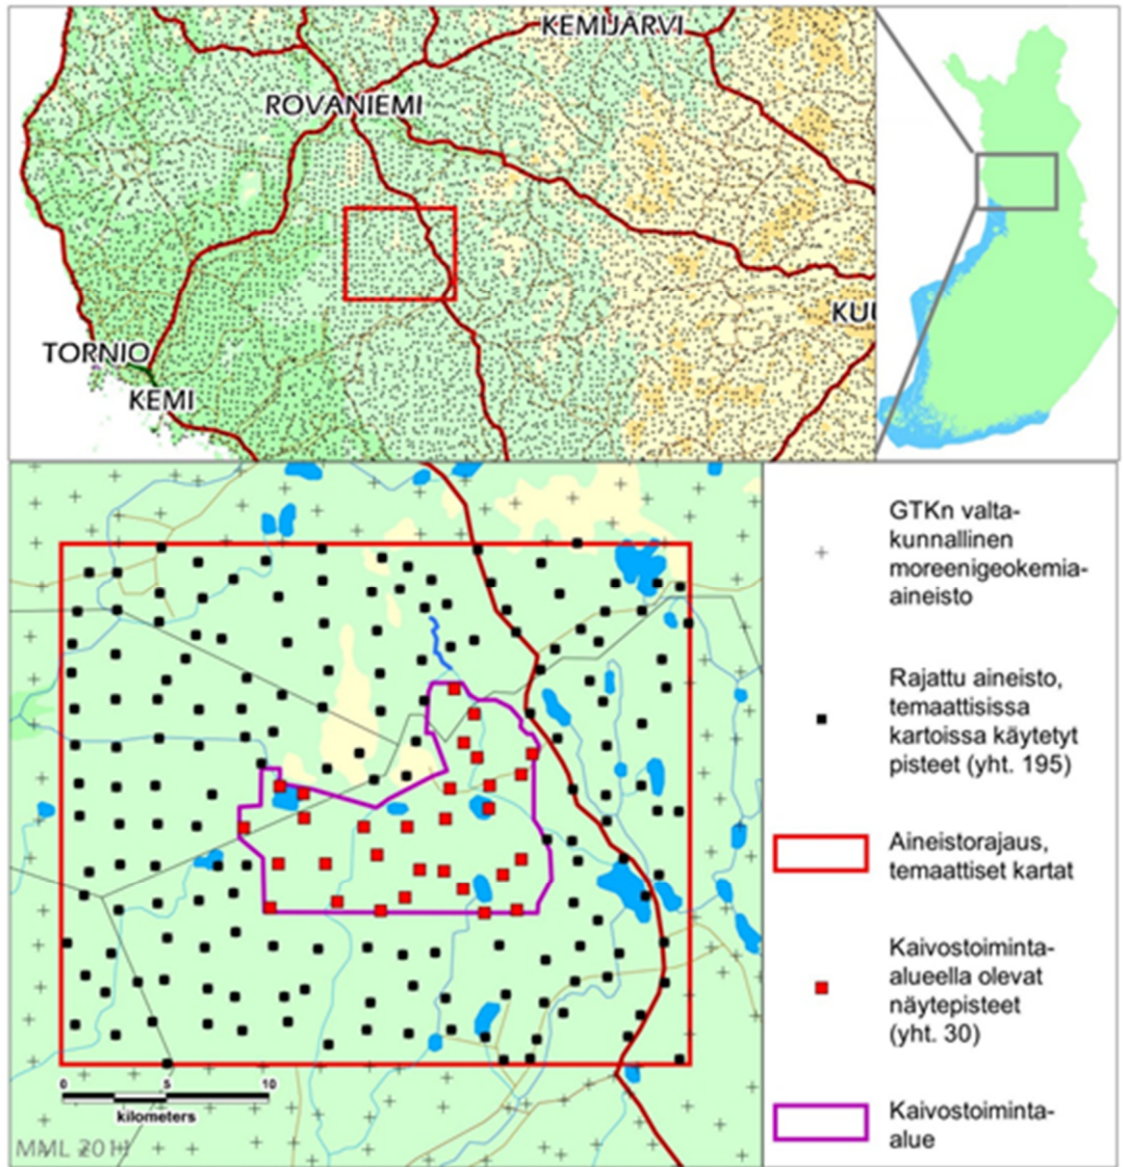 KEMIJÄRVI
ROVANIEMI
KUU
TORNIO
KEMI
GTKn valta-
kunnallinen
moreenigeokemia-
aineisto
Rajattu aineisto,
temaattisissa
kartoissa käytetyt
pisteet (yht. 195)
Aineistorajaus,
temaattiset kartat
Kaivostoiminta-
alueella olevat
näytepisteet
(yht. 30)
Kaivostoiminta-
alue
0 5 10
kilometers
MML 2011